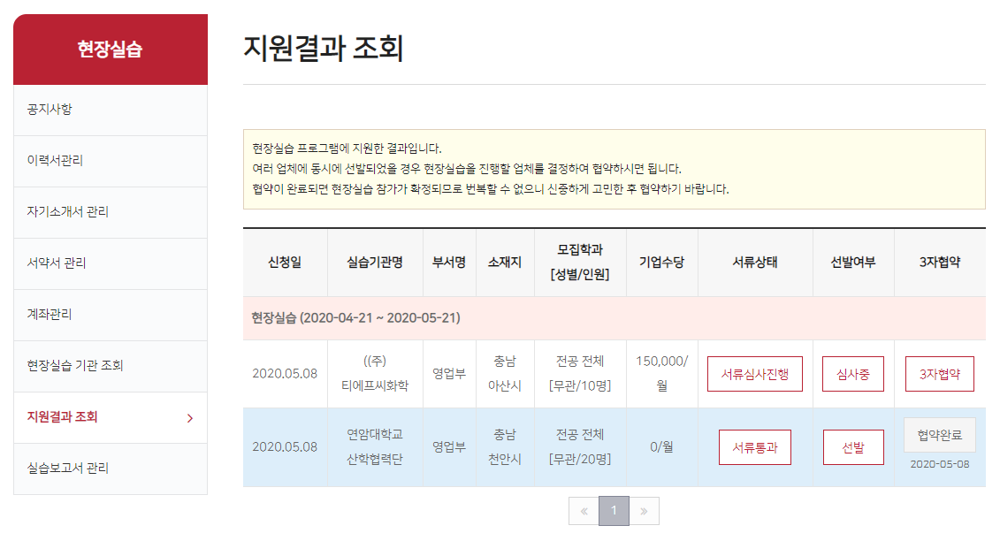 현장실습
공지사항
이력서관리
자기소개서 관리
서약서 관리
계좌관리
현장실습 기관 조회
지원결과 조회
실습보고서 관리
지원결과 조회
현장실습 프로그램에 지원한 결과입니다.
여러 업체에 동시에 선발되었을 경우 현장실습을 진행할 업체를 결정하여 협약하시면 됩니다.
협약이 완료되면 현장실습 참가가 확정되므로 번복할 수 없으니 신중하게 고민한 후 협약하기 바랍니다.
신청일 실습기관명 부서명 소재지 모집학과 기업수당 서류상태 선발여부 3자협약
[성별/인원]
현장실습 (2020-04-21 ~ 2020-05-21)
2020.05.08 ((주) 영업부 충남 전공 전체 150,000/ 서류심사진행 심사중 3자협약
티에프씨화학 아산시 [무관/10명] 월
2020.05.08 연암대학교 영업부 충남 전공 전체 0/월 서류통과 선발 협약완료
산학협력단 천안시 [무관/20명] 2020-05-08
« 1 »